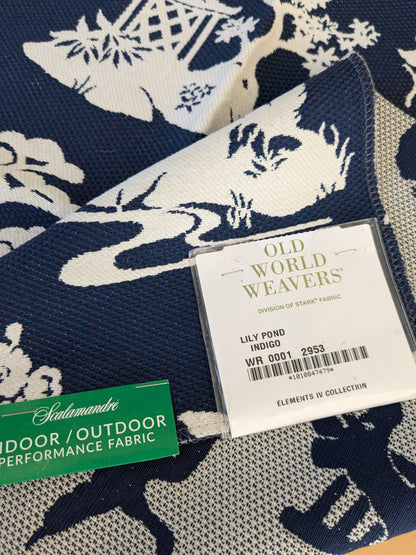 OLD
WORLD
WEAVERS®
DIVISION OF STARK® FABRIC
LILY POND
INDIGO
WR 0001 2953
*1010847479*
ELEMENTS IV COLLECTION
Scalamandré
NDOOR / OUTDOOR
PERFORMANCE FABRIC